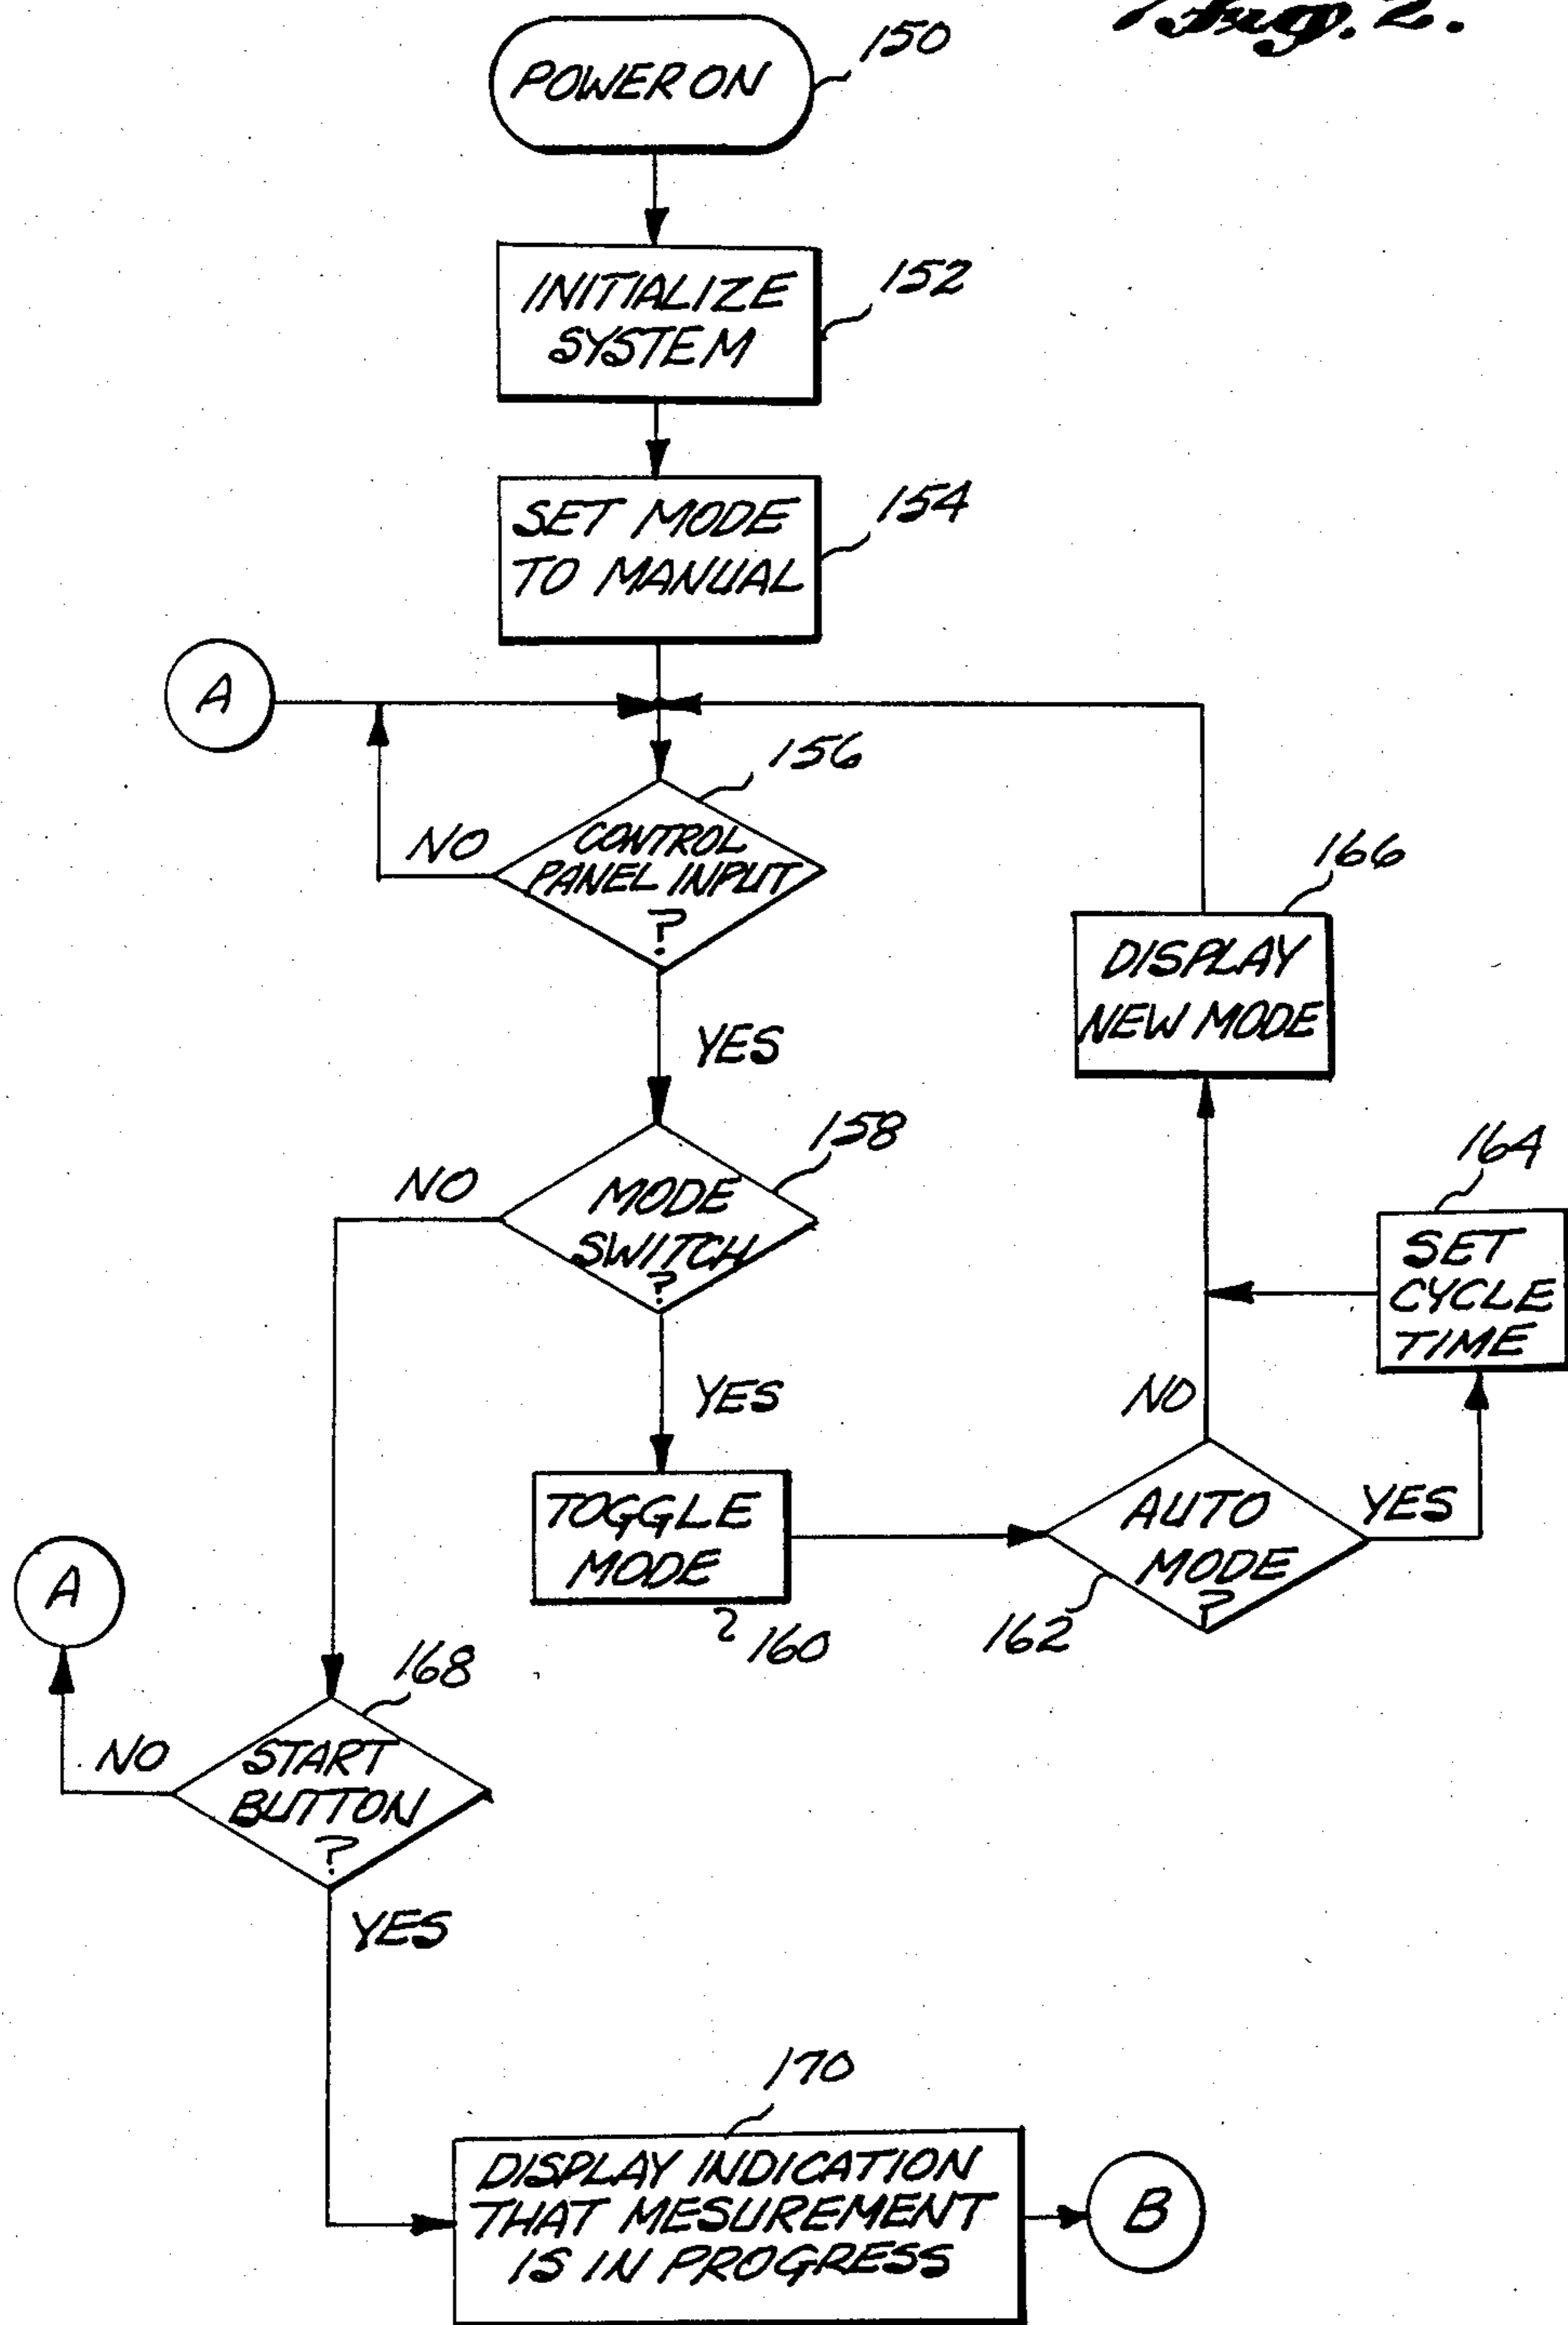 Fig. 2.
POWER ON
150
INITIALIZE
SYSTEM
152
SET MODE
TO MANUAL
154
A
156
CONTROL
PANEL INPUT
?
NO
YES
166
DISPLAY
NEW MODE
158
MODE
SWITCH
?
NO
YES
164
SET
CYCLE
TIME
NO
TOGGLE
MODE
160
AUTO
MODE
?
YES
162
A
168
NO
START
BUTTON
?
YES
170
DISPLAY INDICATION
THAT MESUREMENT
IS IN PROGRESS
B